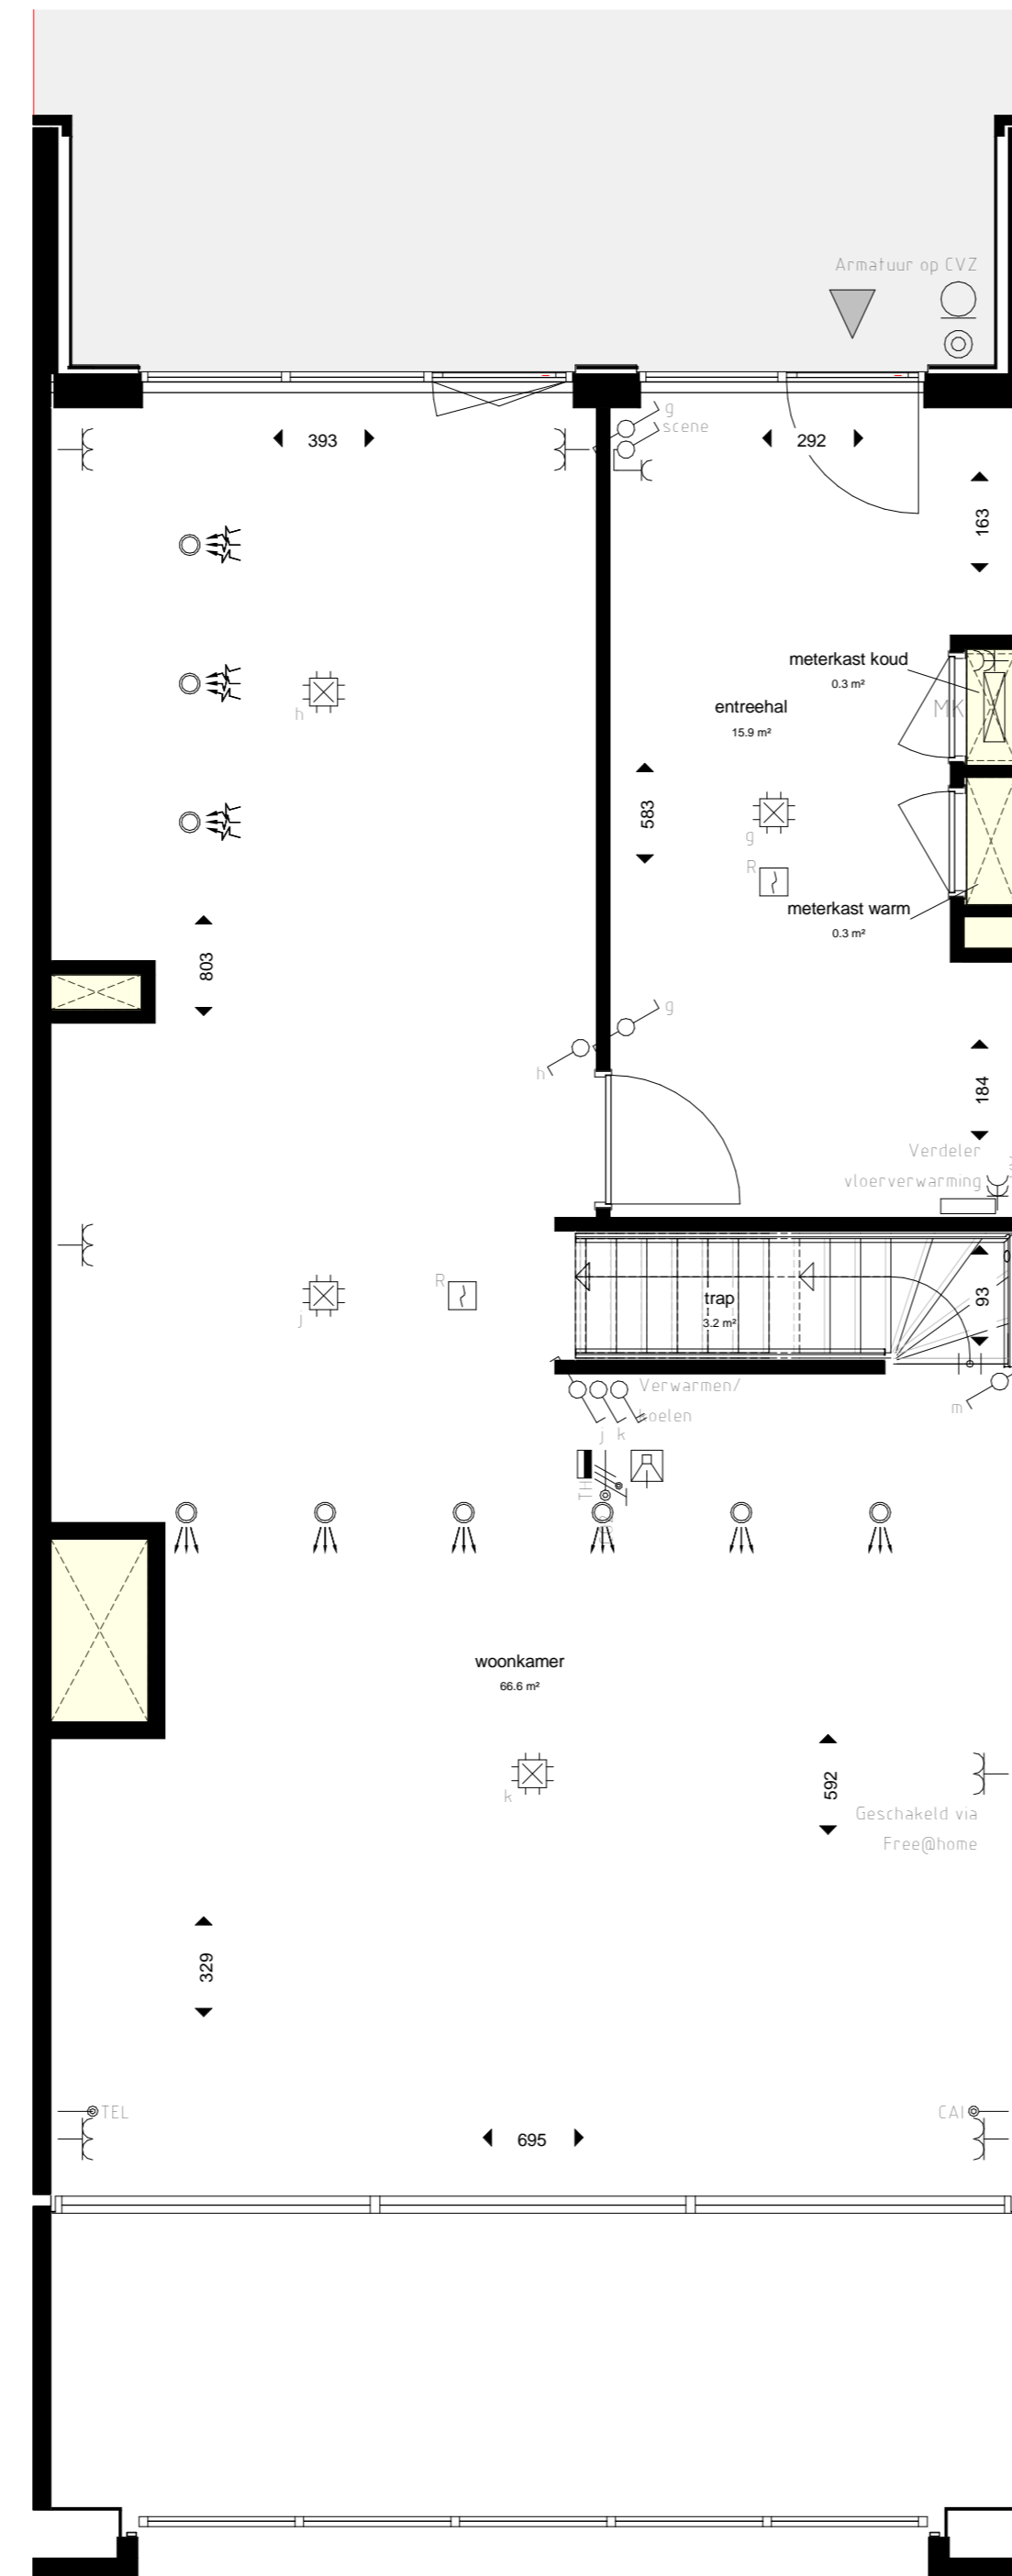 Armatuur op CVZ
g
scene
393
292
163
meterkast koud
0.3 m²
entreehal
15.9 m²
MK
h
583
g
R
meterkast warm
0.3 m²
803
g
h
184
Verdeler
vloerverwarming
R
j
trap
3.2 m²
93
Verwarmen/
koelen
m
j k
TH
woonkamer
66.6 m²
k
592
Geschakeld via
Free@home
329
TEL
CAI
695